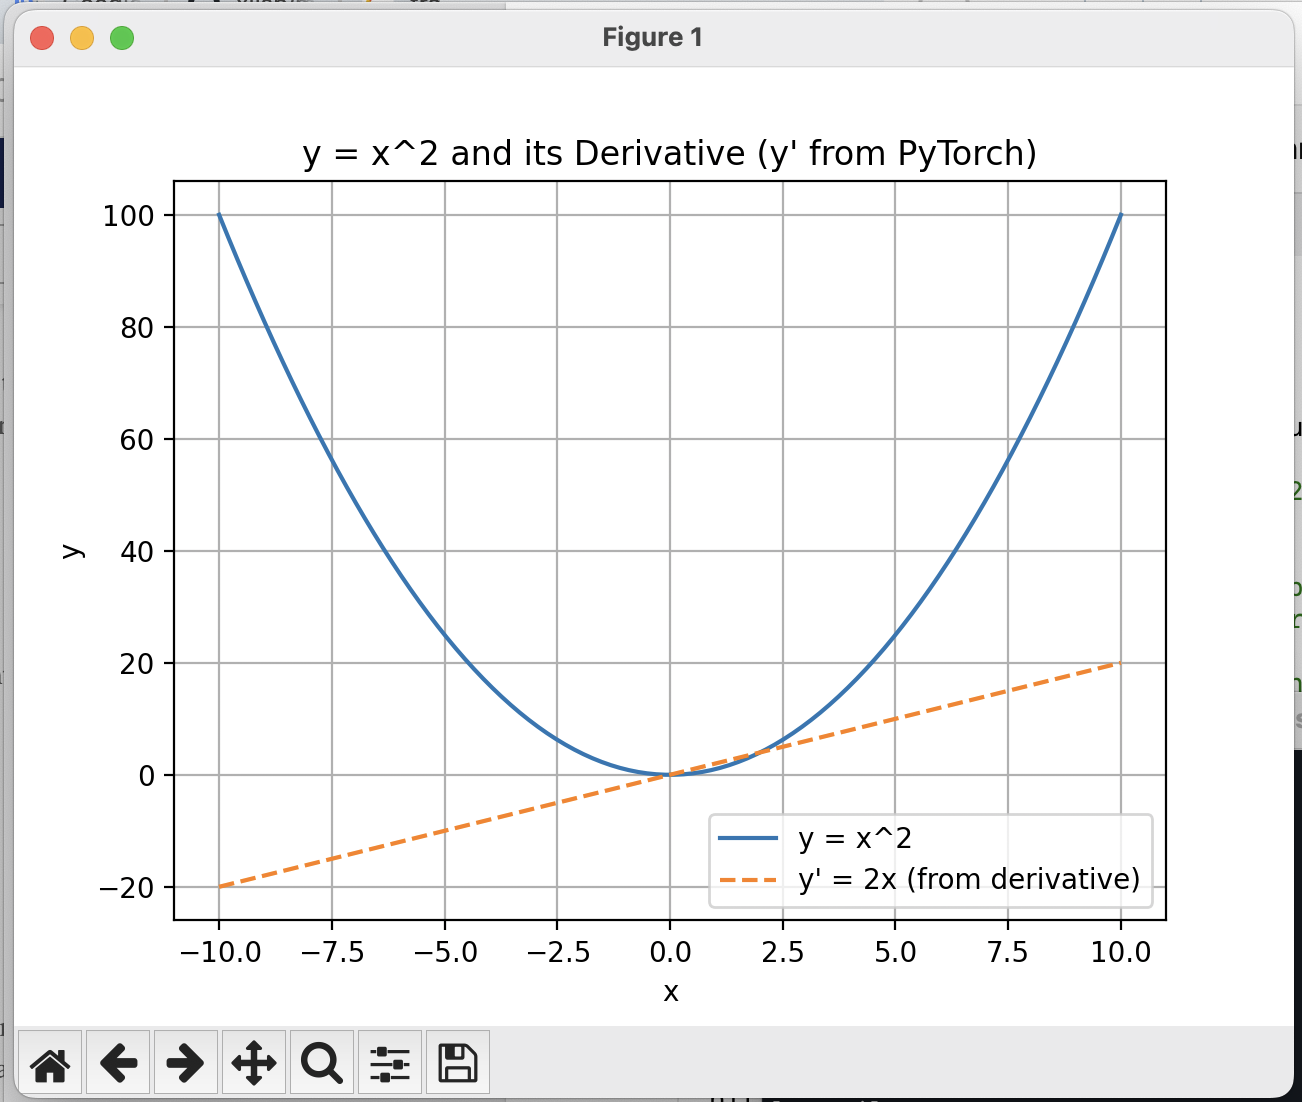 Figure 1
y = x^2 and its Derivative (y' from PyTorch)
100
80
60
40
20
0
−20
y
−10.0 −7.5 −5.0 −2.5 0.0 2.5 5.0 7.5 10.0
x
y = x^2
y' = 2x (from derivative)